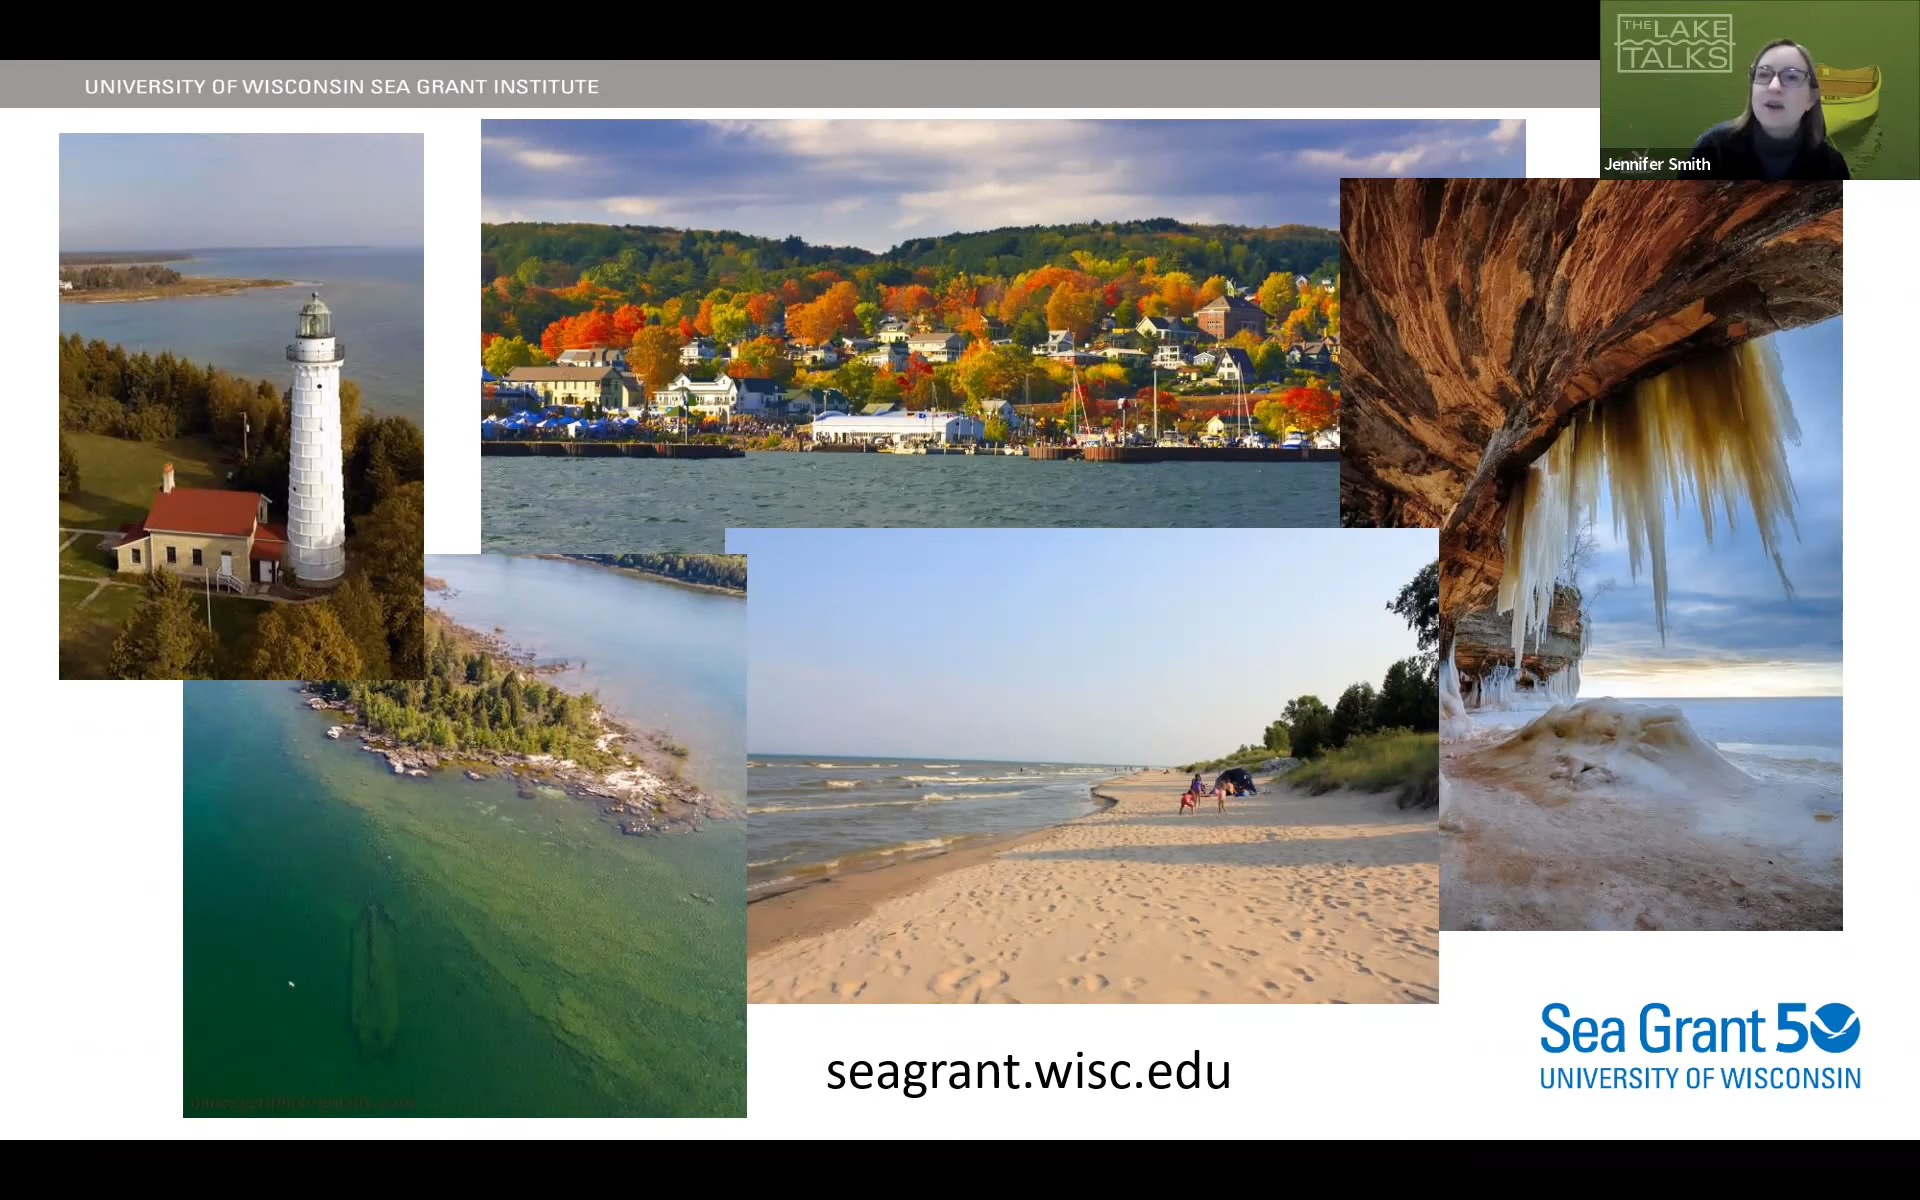 UNIVERSITY OF WISCONSIN SEA GRANT INSTITUTE
THE LAKE
TALKS
Jennifer Smith
seagrant.wisc.edu
Sea Grant 50
UNIVERSITY OF WISCONSIN